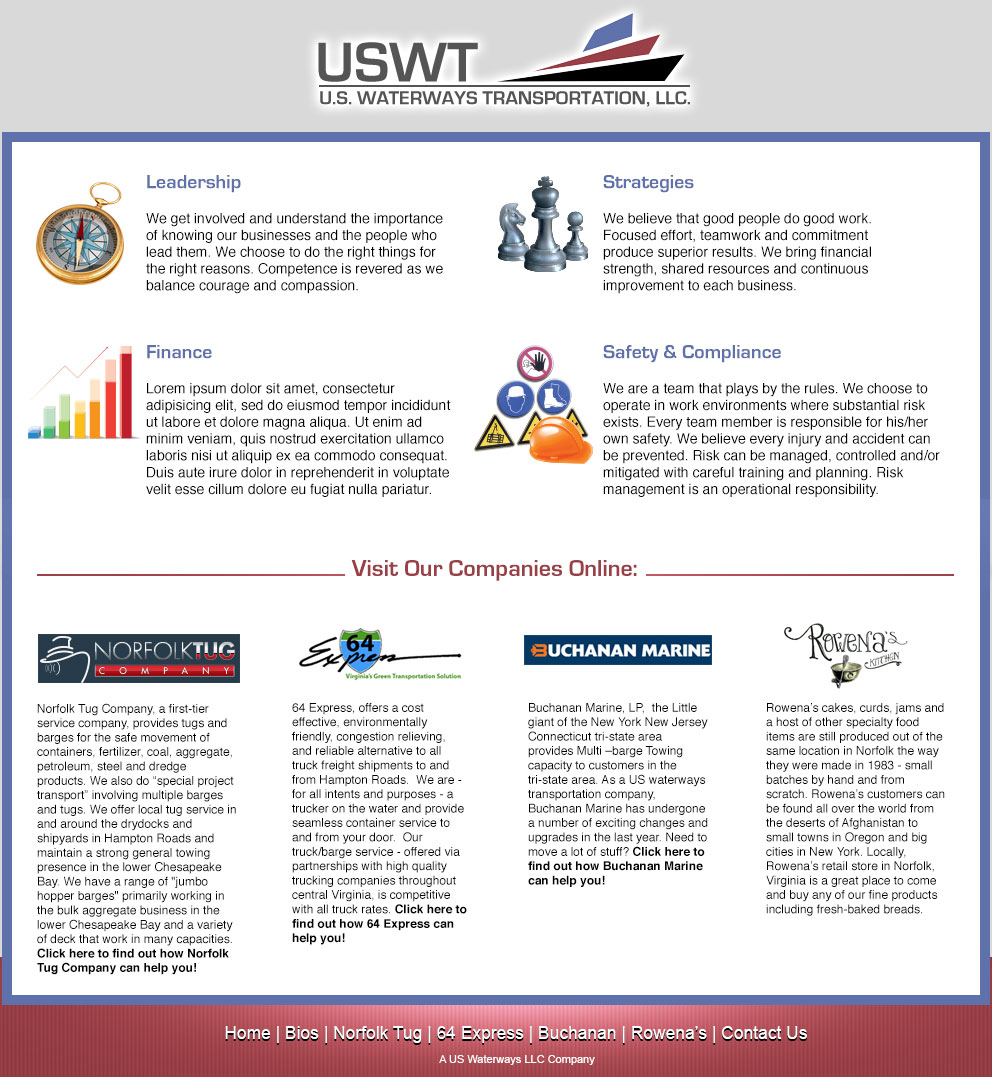 USWT
U.S. WATERWAYS TRANSPORTATION, LLC.
Leadership
We get involved and understand the importance
of knowing our businesses and the people who
lead them. We choose to do the right things for
the right reasons. Competence is revered as we
balance courage and compassion.
Strategies
We believe that good people do good work.
Focused effort, teamwork and commitment
produce superior results. We bring financial
strength, shared resources and continuous
improvement to each business.
Finance
Lorem ipsum dolor sit amet, consectetur
adipisicing elit, sed do eiusmod tempor incididunt
ut labore et dolore magna aliqua. Ut enim ad
minim veniam, quis nostrud exercitation ullamco
laboris nisi ut aliquip ex ea commodo consequat.
Duis aute irure dolor in reprehenderit in voluptate
velit esse cillum dolore eu fugiat nulla pariatur.
Safety & Compliance
We are a team that plays by the rules. We choose to
operate in work environments where substantial risk
exists. Every team member is responsible for his/her
own safety. We believe every injury and accident can
be prevented. Risk can be managed, controlled and/or
mitigated with careful training and planning. Risk
management is an operational responsibility.
Visit Our Companies Online:
NORFOLKTUG
COMPANY
Norfolk Tug Company, a first-tier
service company, provides tugs and
barges for the safe movement of
containers, fertilizer, coal, aggregate,
petroleum, steel and dredge
products. We also do “special project
transport” involving multiple barges
and tugs. We offer local tug service in
and around the drydocks and
shipyards in Hampton Roads and
maintain a strong general towing
presence in the lower Chesapeake
Bay. We have a range of "jumbo
hopper barges" primarily working in
the bulk aggregate business in the
lower Chesapeake Bay and a variety
of deck that work in many capacities.
Click here to find out how Norfolk
Tug Company can help you!
64
Express
Virginia's Green Transportation Solution
64 Express, offers a cost
effective, environmentally
friendly, congestion relieving,
and reliable alternative to all
truck freight shipments to and
from Hampton Roads.  We are -
for all intents and purposes - a
trucker on the water and provide
seamless container service to
and from your door.  Our
truck/barge service - offered via
partnerships with high quality
trucking companies throughout
central Virginia, is competitive
with all truck rates. Click here to
find out how 64 Express can
help you!
BUCHANAN MARINE
Buchanan Marine, LP,  the Little
giant of the New York New Jersey
Connecticut tri-state area
provides Multi –barge Towing
capacity to customers in the
tri-state area. As a US waterways
transportation company,
Buchanan Marine has undergone
a number of exciting changes and
upgrades in the last year. Need to
move a lot of stuff? Click here to
find out how Buchanan Marine
can help you!
ROWENA'S
KITCHEN
Rowena’s cakes, curds, jams and
a host of other specialty food
items are still produced out of the
same location in Norfolk the way
they were made in 1983 - small
batches by hand and from
scratch. Rowena’s customers can
be found all over the world from
the deserts of Afghanistan to
small towns in Oregon and big
cities in New York. Locally,
Rowena’s retail store in Norfolk,
Virginia is a great place to come
and buy any of our fine products
including fresh-baked breads.
Home | Bios | Norfolk Tug | 64 Express | Buchanan | Rowena's | Contact Us
A US Waterways LLC Company